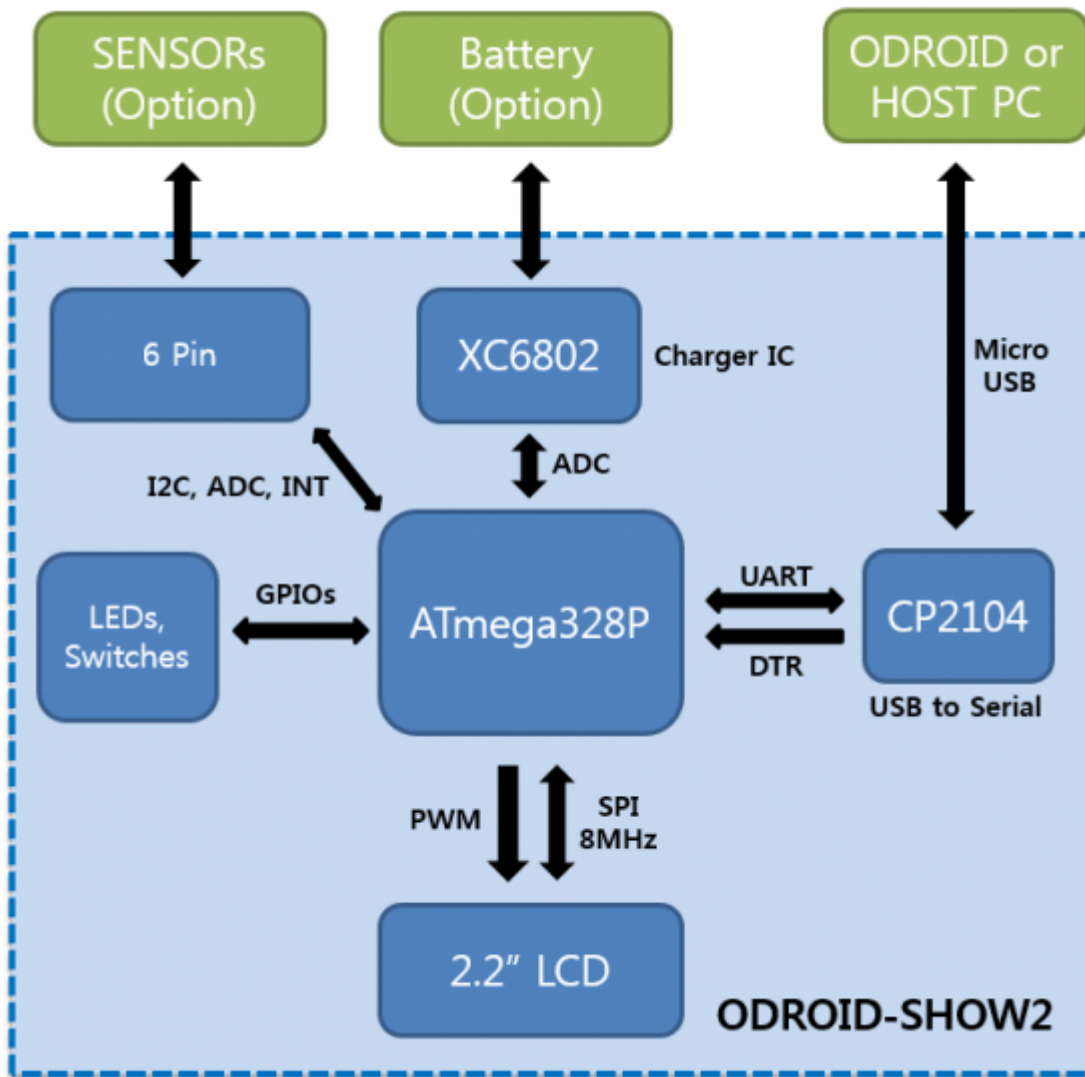 SENSORs
(Option)
Battery
(Option)
ODROID or
HOST PC
6 Pin
XC6802
Charger IC
Micro
USB
I2C, ADC, INT
ADC
LEDs,
Switches
GPIOs
ATmega328P
UART
DTR
CP2104
USB to Serial
PWM
SPI
8MHz
2.2” LCD
ODROID-SHOW2